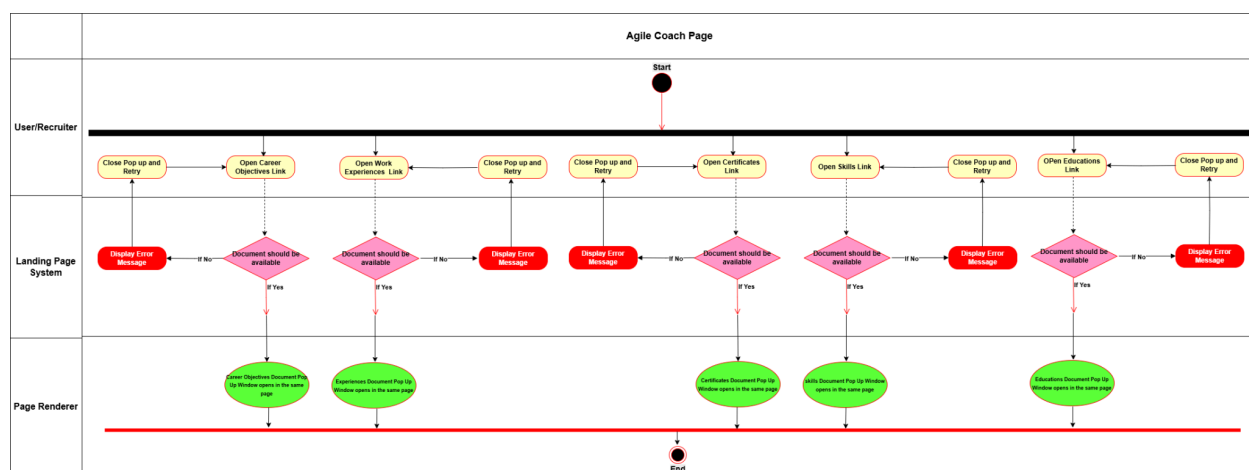 Agile Coach Page
Start
User/Recruiter
Close Pop up and
Retry
Open Career
Objectives Link
Open Work
Experiences Link
Close Pop up and
Retry
Close Pop up and
Retry
Open Certificates
Link
Open Skills Link
Close Pop up and
Retry
OPen Educations
Link
Close Pop up and
Retry
Landing Page
System
Display Error
Message
If No
Document should be
available
If Yes
Document should be
available
If No
If Yes
Display Error
Message
Display Error
Message
If No
Document should be
available
If Yes
Document should be
available
If No
If Yes
Display Error
Message
Document should be
available
If No
If Yes
Display Error
Message
Page Renderer
Career Objectives Document Pop
Up Window opens in the same
page
Experiences Document Pop Up
Window opens in the same page
Certificates Document Pop Up
Window opens in the same page
Skills Document Pop Up Window
opens in the same page
Educations Document Pop Up
Window opens in the same page
End